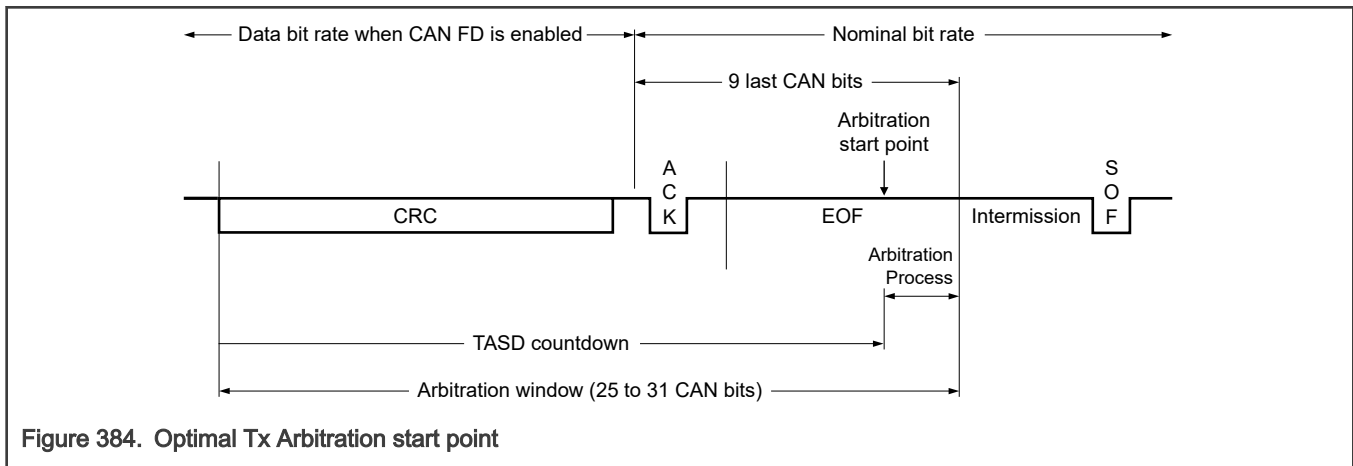 Data bit rate when CAN FD is enabled
Nominal bit rate
9 last CAN bits
Arbitration
start point
A
C
K
S
O
F
CRC
EOF
Intermission
Arbitration
Process
TASD countdown
Arbitration window (25 to 31 CAN bits)
Figure 384. Optimal Tx Arbitration start point